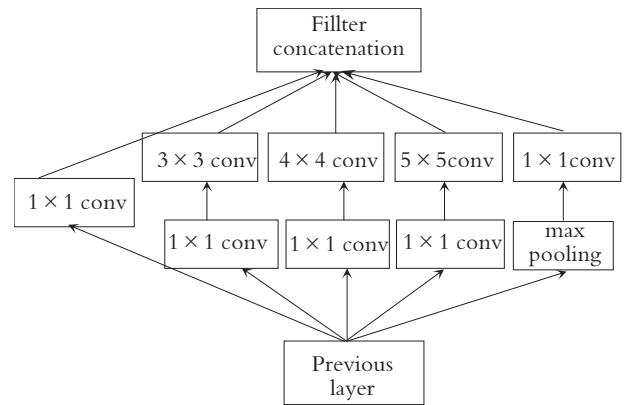 Fillter
concatenation
3 × 3 conv
4 × 4 conv
5 × 5conv
1 × 1conv
1 × 1 conv
1 × 1 conv
1 × 1 conv
1 × 1 conv
max
pooling
Previous
layer